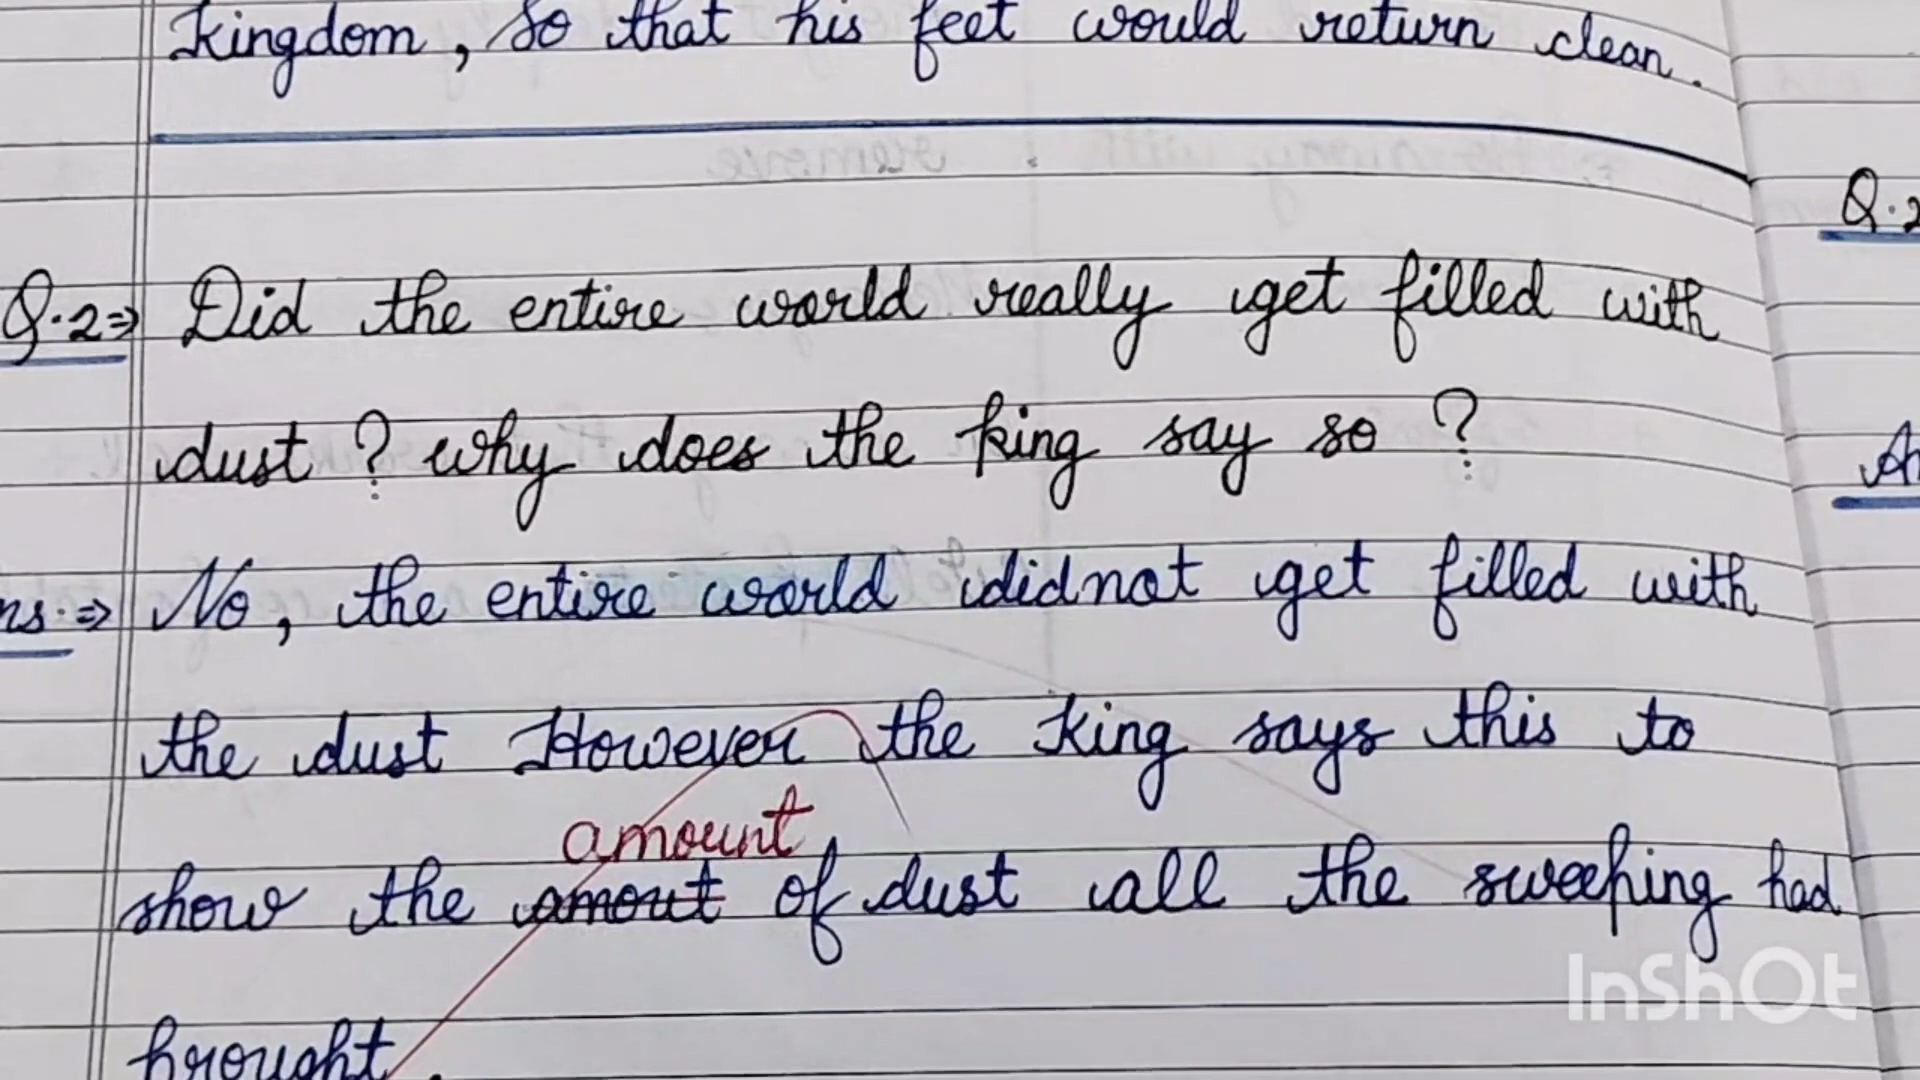 kingdom, so that his feet would return clean.
Q.2⇒ Did the entire world really get filled with
dust? why does the king say so?
ns.⇒ No, the entire world didnot get filled with
the dust However the king says this to
amount
show the amout of dust all the sweeping had
brought.
Q.2
An
InShOt